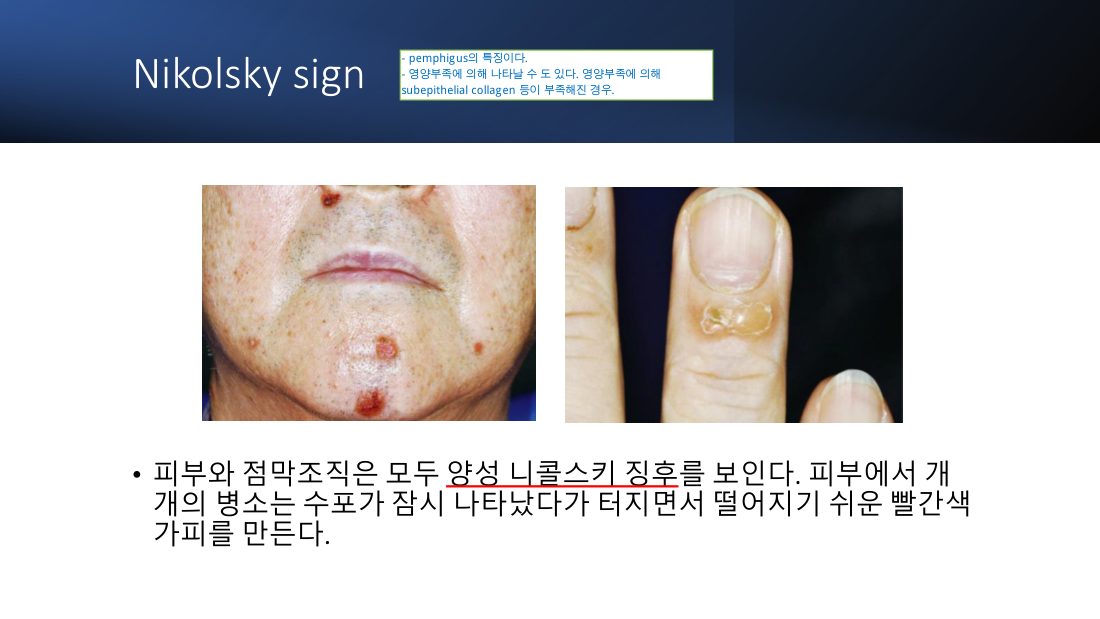 Nikolsky sign
- pemphigus의 특징이다.
- 영양부족에 의해 나타날 수 도 있다. 영양부족에 의해
subepithelial collagen 등이 부족해진 경우.
• 피부와 점막조직은 모두 양성 니콜스키 징후를 보인다. 피부에서 개
개의 병소는 수포가 잠시 나타났다가 터지면서 떨어지기 쉬운 빨간색
가피를 만든다.